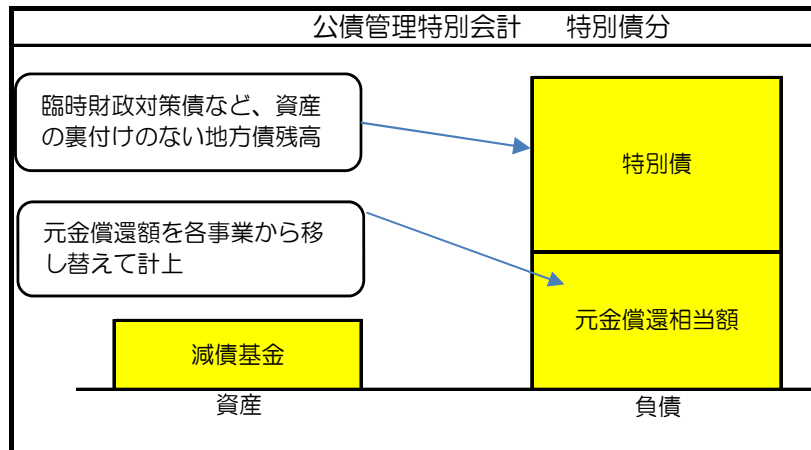 公債管理特別会計　特別債分
臨時財政対策債など、資産
の裏付けのない地方債残高
特別債
元金償還額を各事業から移
し替えて計上
元金償還相当額
減債基金
資産
負債